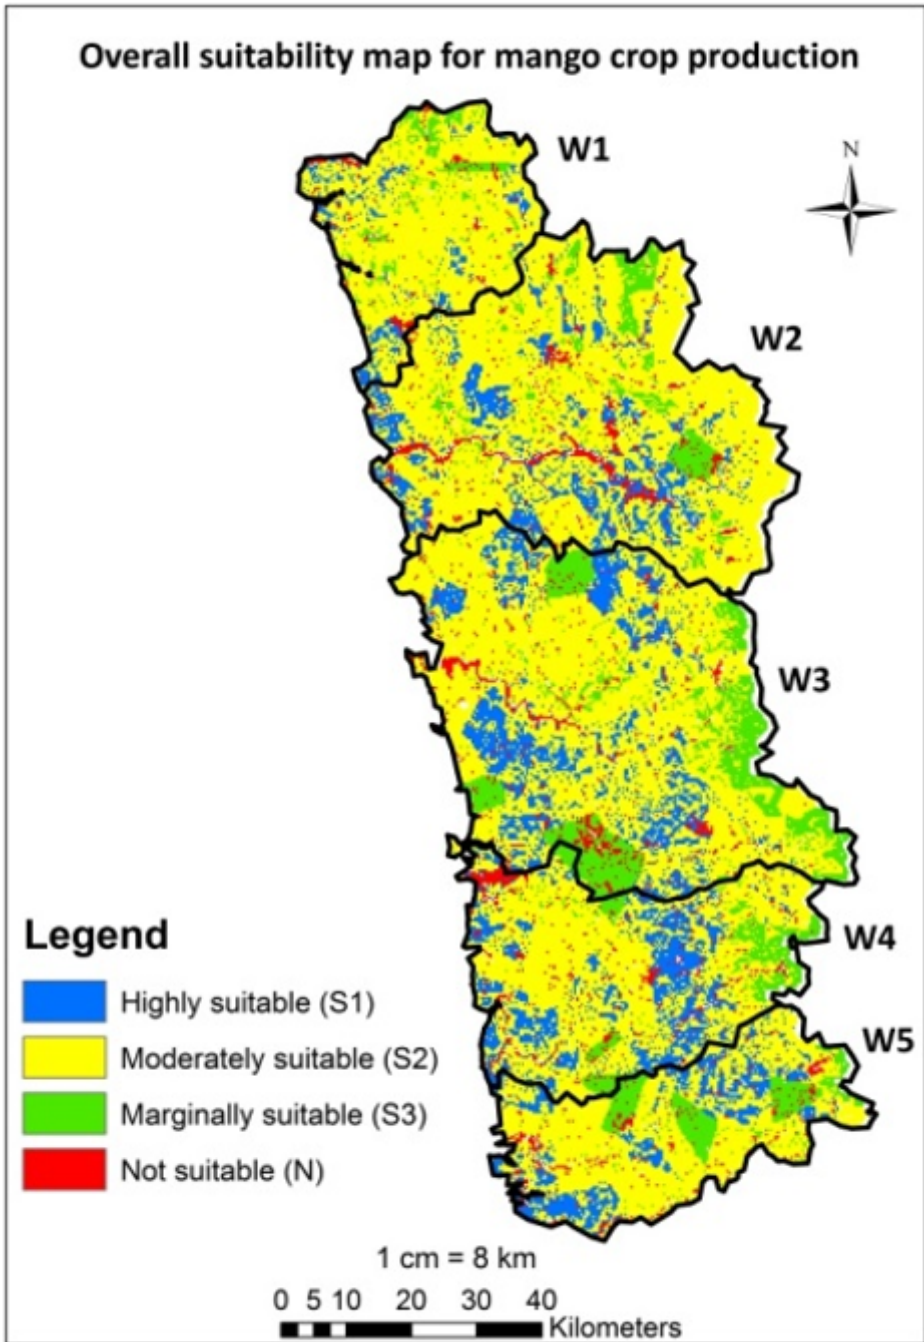 Overall suitability map for mango crop production
W1
N
W2
W3
W4
W5
Legend
Highly suitable (S1)
Moderately suitable (S2)
Marginally suitable (S3)
Not suitable (N)
1 cm = 8 km
0 5 10 20 30 40
Kilometers